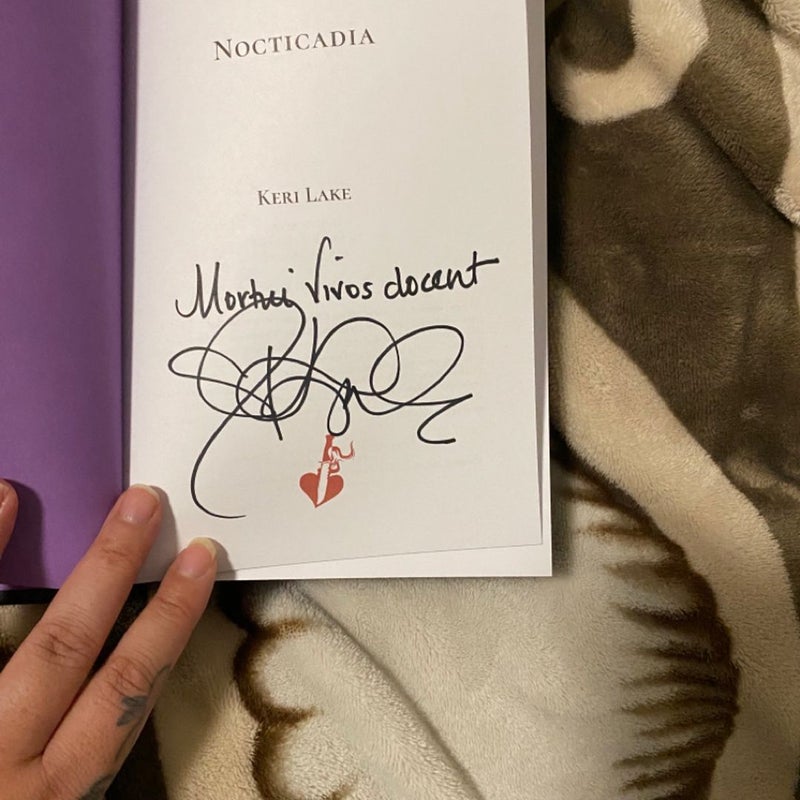 NOCTICADIA
KERI LAKE
Mortui Vivos docent